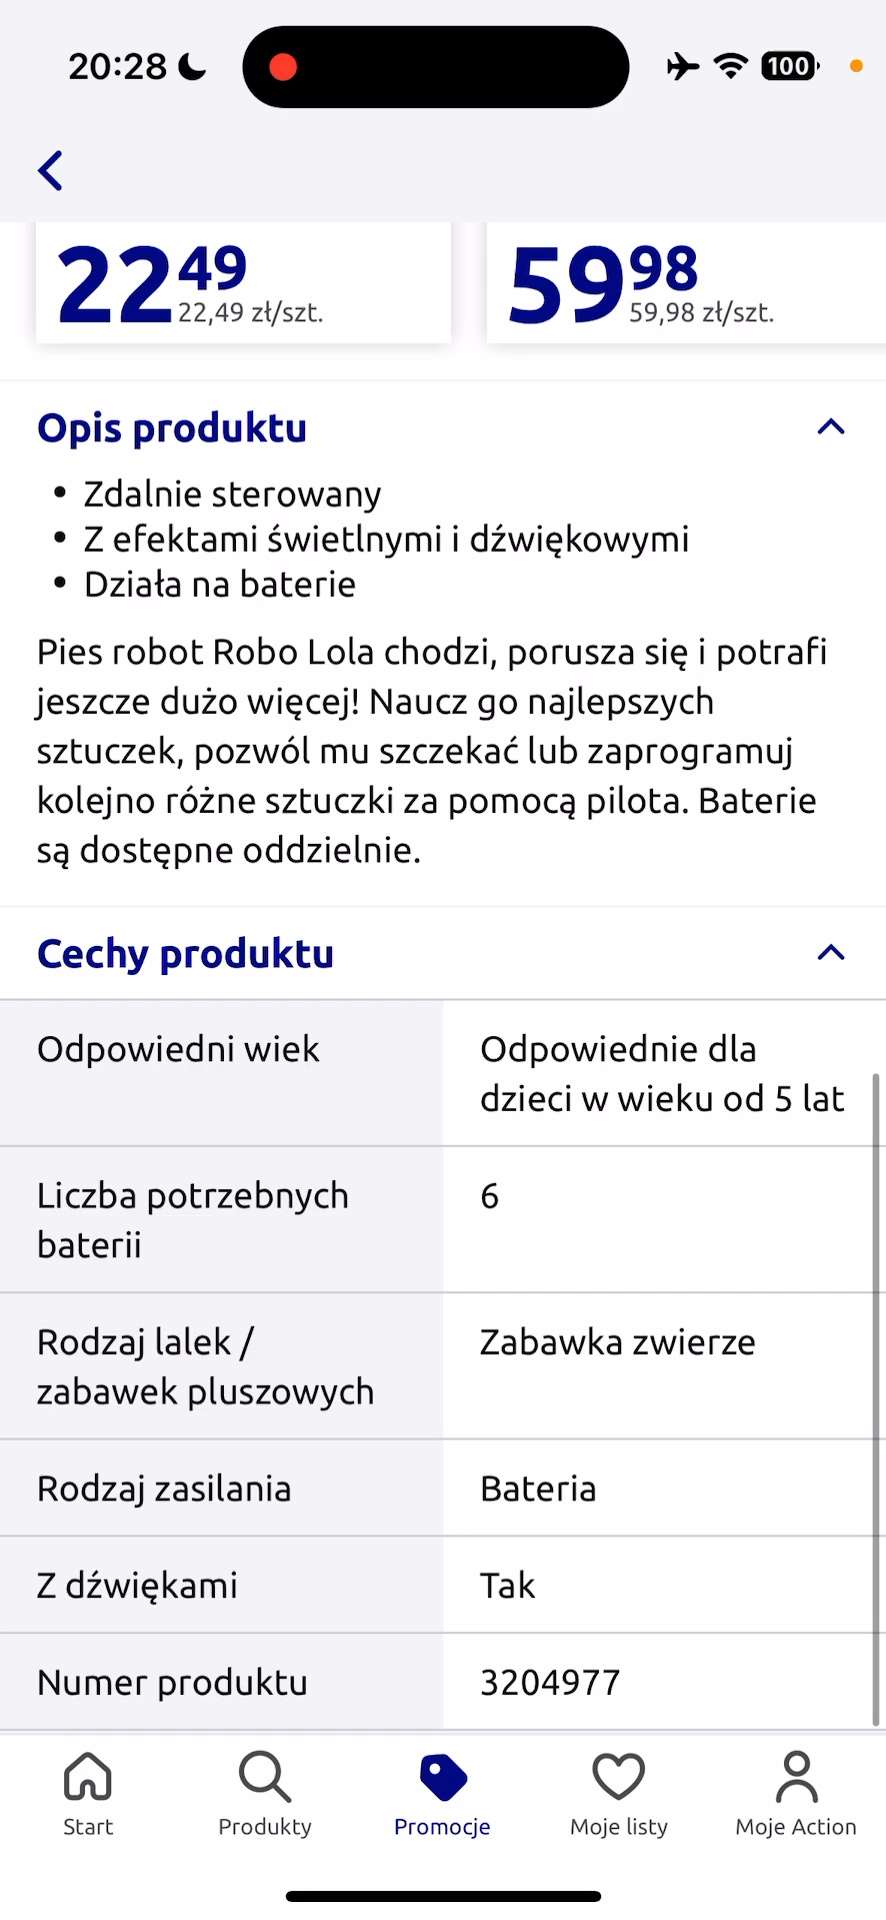 20:28
100
22 49
22,49 zł/szt.
59 98
59,98 zł/szt.
Opis produktu
• Zdalnie sterowany
• Z efektami świetlnymi i dźwiękowymi
• Działa na baterie
Pies robot Robo Lola chodzi, porusza się i potrafi
jeszcze dużo więcej! Naucz go najlepszych
sztuczek, pozwól mu szczekać lub zaprogramuj
kolejno różne sztuczki za pomocą pilota. Baterie
są dostępne oddzielnie.
Cechy produktu
Odpowiedni wiek
Odpowiednie dla
dzieci w wieku od 5 lat
Liczba potrzebnych
baterii
6
Rodzaj lalek /
zabawek pluszowych
Zabawka zwierze
Rodzaj zasilania
Bateria
Z dźwiękami
Tak
Numer produktu
3204977
Start
Produkty
Promocje
Moje listy
Moje Action